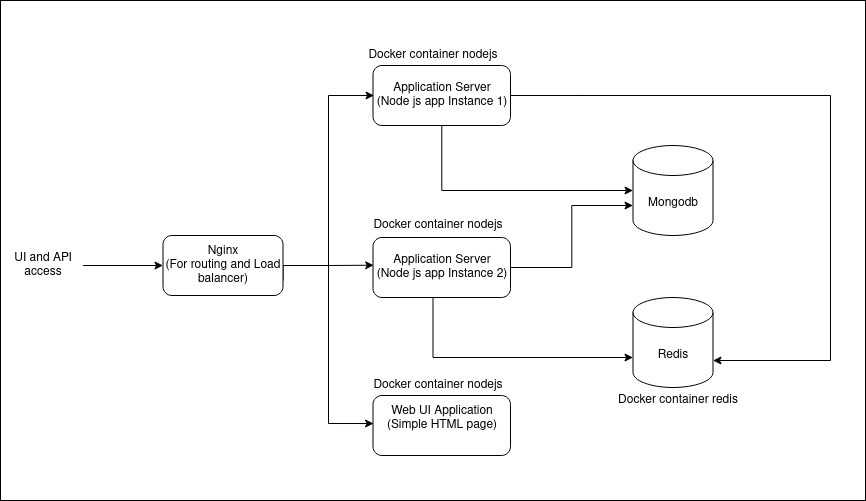 Docker container nodejs
Application Server
(Node js app Instance 1)
Mongodb
Docker container nodejs
Application Server
(Node js app Instance 2)
UI and API
access
Nginx
(For routing and Load
balancer)
Redis
Docker container redis
Docker container nodejs
Web UI Application
(Simple HTML page)